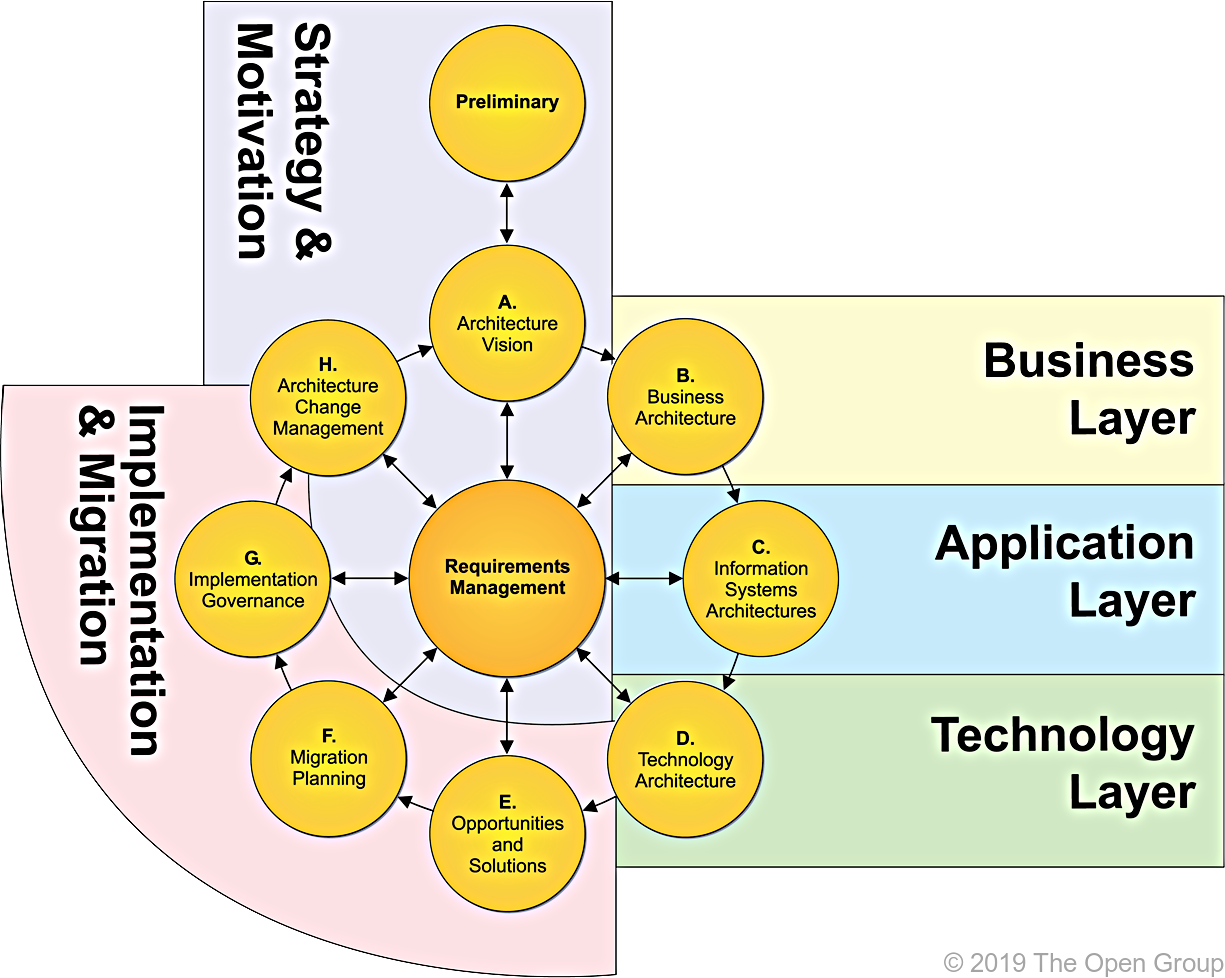 Strategy &
Motivation
Preliminary
A.
Architecture
Vision
H.
Architecture
Change
Management
B.
Business
Architecture
Business
Layer
Implementation
& Migration
G.
Implementation
Governance
Requirements
Management
C.
Information
Systems
Architectures
Application
Layer
F.
Migration
Planning
E.
Opportunities
and
Solutions
D.
Technology
Architecture
Technology
Layer
© 2019 The Open Group